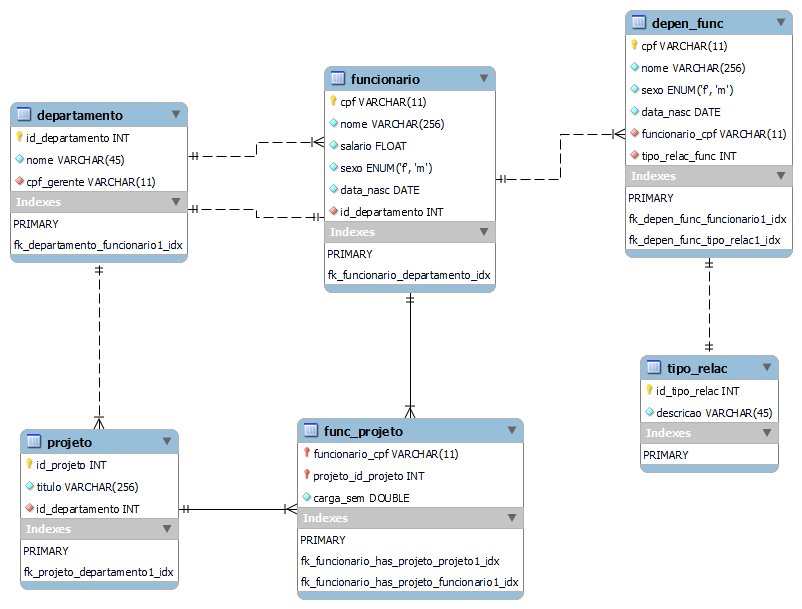 departamento
id_departamento INT
nome VARCHAR(45)
cpf_gerente VARCHAR(11)
Indexes
PRIMARY
fk_departamento_funcionario1_idx
funcionario
cpf VARCHAR(11)
nome VARCHAR(256)
salario FLOAT
sexo ENUM('f', 'm')
data_nasc DATE
id_departamento INT
Indexes
PRIMARY
fk_funcionario_departamento_idx
depen_func
cpf VARCHAR(11)
nome VARCHAR(256)
sexo ENUM('f', 'm')
data_nasc DATE
funcionario_cpf VARCHAR(11)
tipo_relac_func INT
Indexes
PRIMARY
fk_depen_func_funcionario1_idx
fk_depen_func_tipo_relac1_idx
projeto
id_projeto INT
titulo VARCHAR(256)
id_departamento INT
Indexes
PRIMARY
fk_projeto_departamento1_idx
func_projeto
funcionario_cpf VARCHAR(11)
projeto_id_projeto INT
carga_sem DOUBLE
Indexes
PRIMARY
fk_funcionario_has_projeto_projeto1_idx
fk_funcionario_has_projeto_funcionario1_idx
tipo_relac
id_tipo_relac INT
descricao VARCHAR(45)
Indexes
PRIMARY